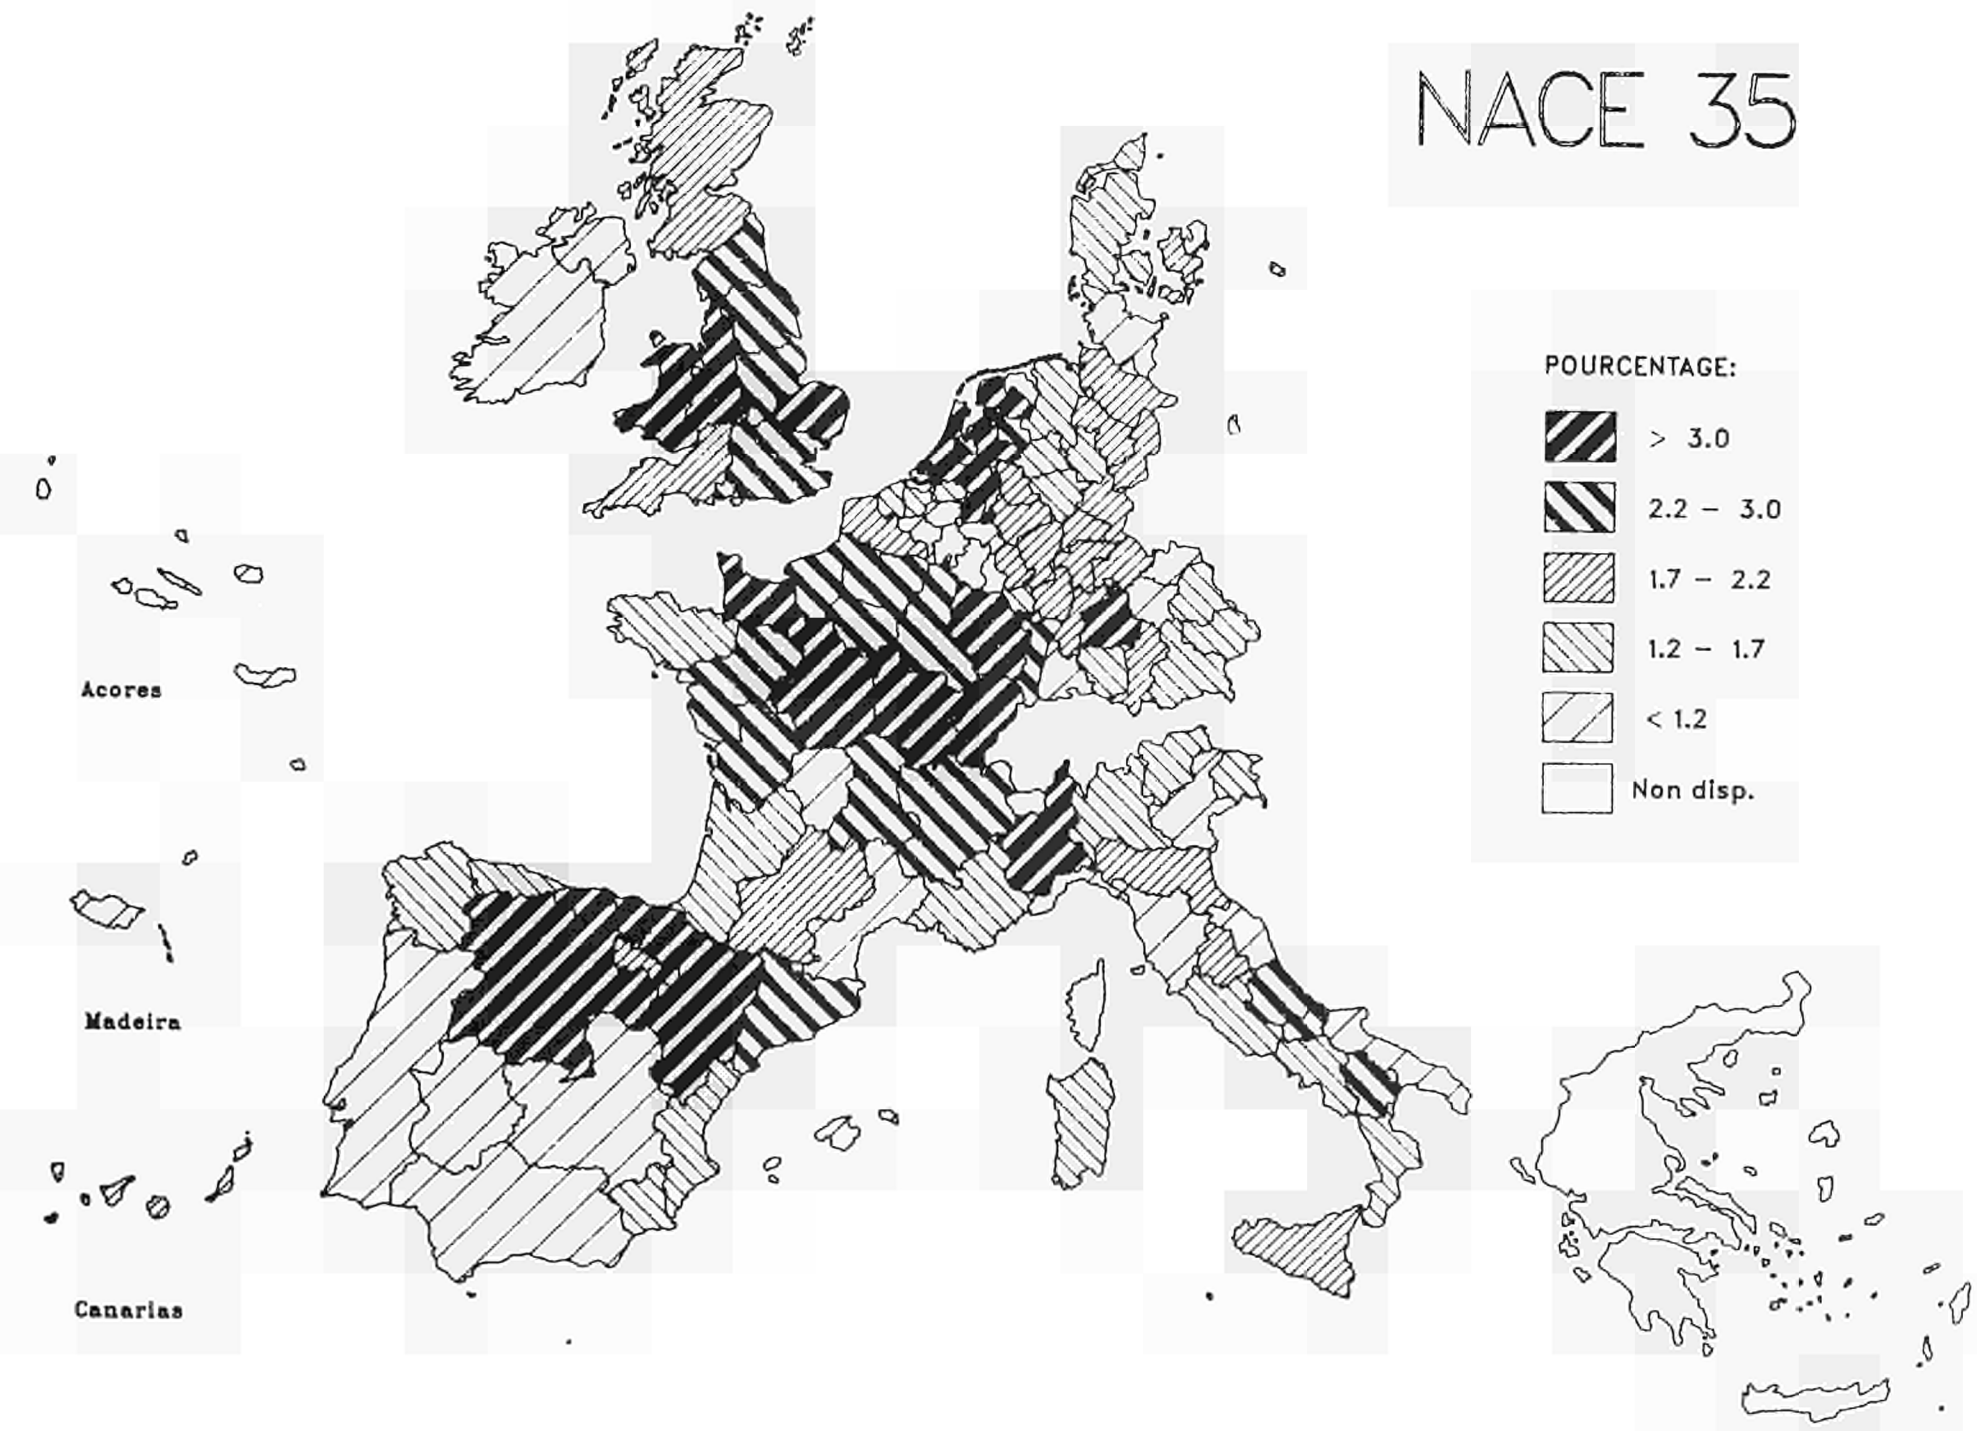 NACE 35
POURCENTAGE:
> 3.0
2.2 – 3.0
1.7 – 2.2
1.2 – 1.7
< 1.2
Non disp.
Acores
Madeira
Canarias